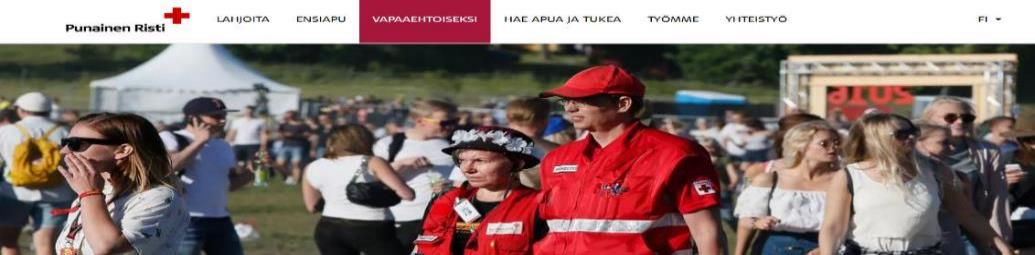 Punainen Risti
LAHJOITA ENSIAPU VAPAAEHTOISEKSI HAE APUA JA TUKEA TYÖMME YHTEISTYÖ FI